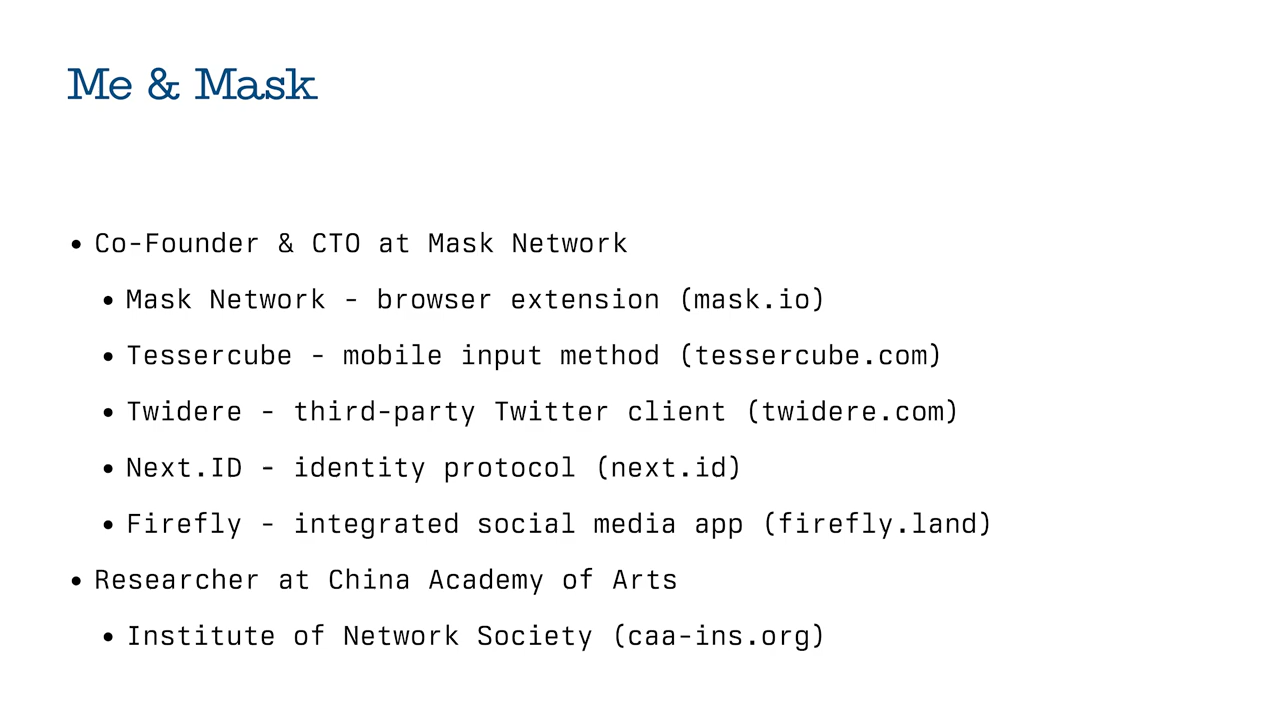 Me & Mask
• Co-Founder & CTO at Mask Network
• Mask Network - browser extension (mask.io)
• Tessercube - mobile input method (tessercube.com)
• Twidere - third-party Twitter client (twidere.com)
• Next.ID - identity protocol (next.id)
• Firefly - integrated social media app (firefly.land)
• Researcher at China Academy of Arts
• Institute of Network Society (caa-ins.org)